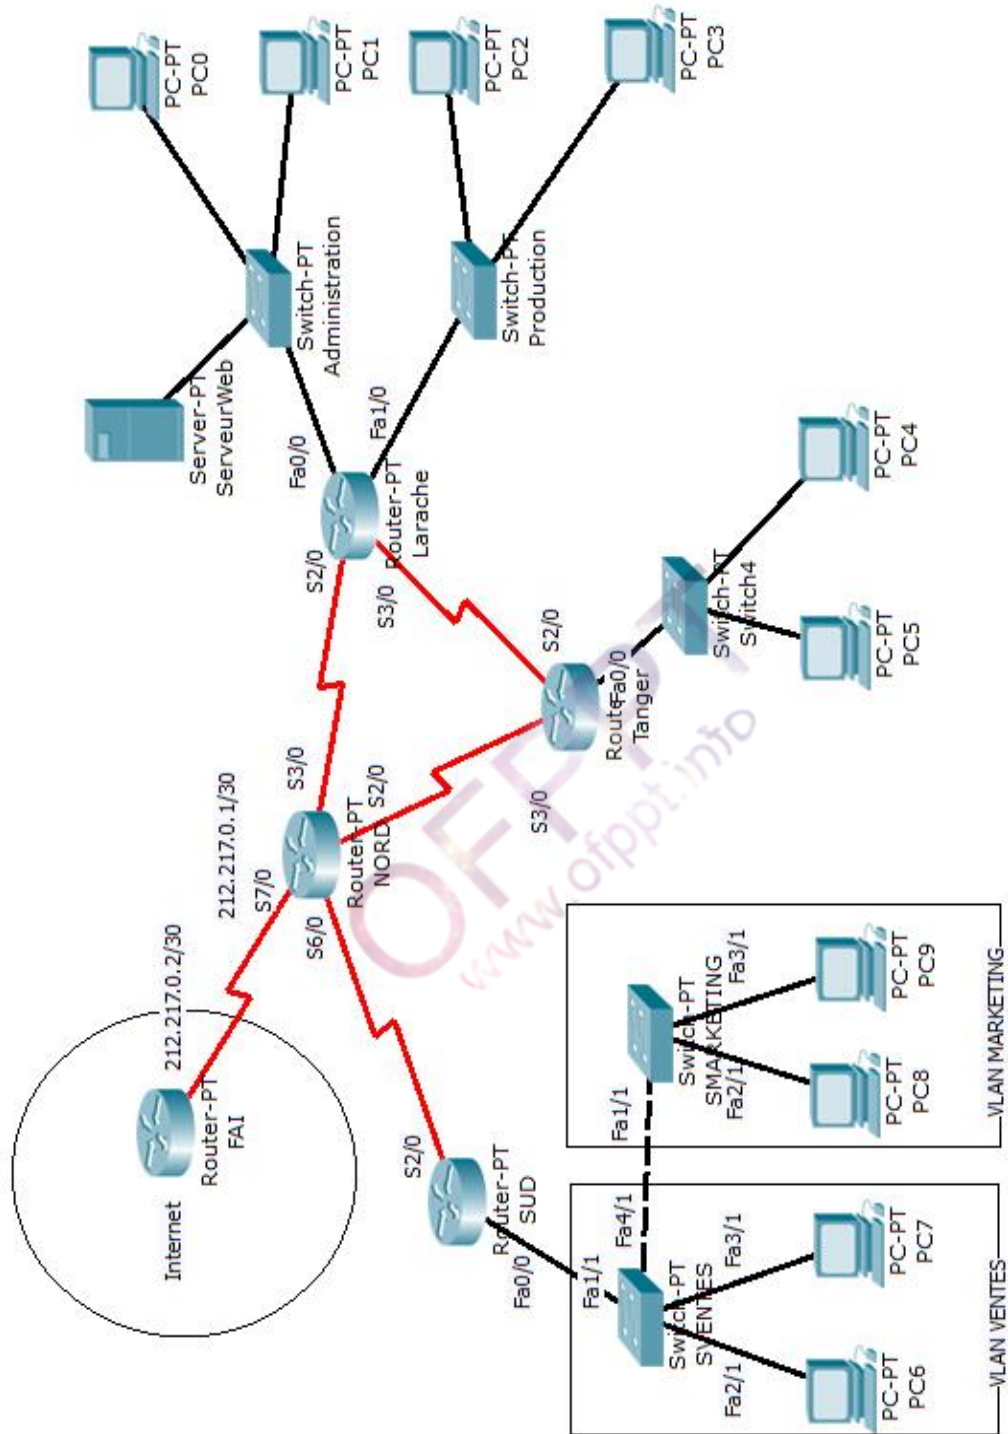 Internet
Router-PT
FAI
212.217.0.2/30
212.217.0.1/30
S7/0
S6/0
S3/0
S2/0
Router-PT
NORD
S2/0
S3/0
Router-PT
Larache
Fa0/0
Fa1/0
Server-PT
ServeurWeb
Switch-PT
Administration
PC-PT
PC0
PC-PT
PC1
Switch-PT
Production
PC-PT
PC2
PC-PT
PC3
S3/0
S2/0
Fa0/0
Tanger
Switch-PT
Switch4
PC-PT
PC5
PC-PT
PC4
S2/0
Router-PT
SUD
Fa0/0
Fa1/1
Fa4/1
Switch-PT
SVENTES
Fa2/1
Fa3/1
PC-PT
PC6
PC-PT
PC7
VLAN VENTES
Fa1/1
Switch-PT
SMARKETING
Fa2/1
Fa3/1
PC-PT
PC8
PC-PT
PC9
VLAN MARKETING
OFPPT
www.ofppt.info